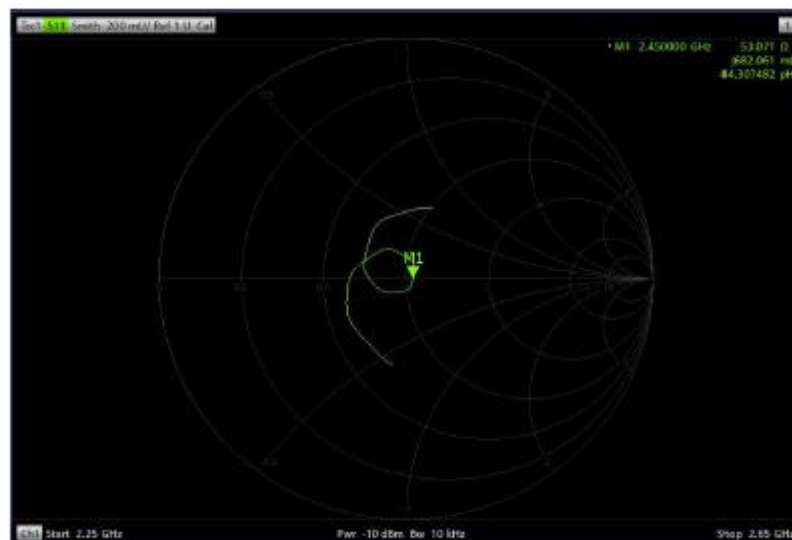 Trc1 S11 Smith 200 mU/ Ref 1 U Cal
1
• M1 2.450000 GHz 53.071 Ω
j682.061 mΩ
44.307482 pH
M1
Ch1 Start 2.25 GHz Pwr -10 dBm Bw 10 kHz Stop 2.65 GHz